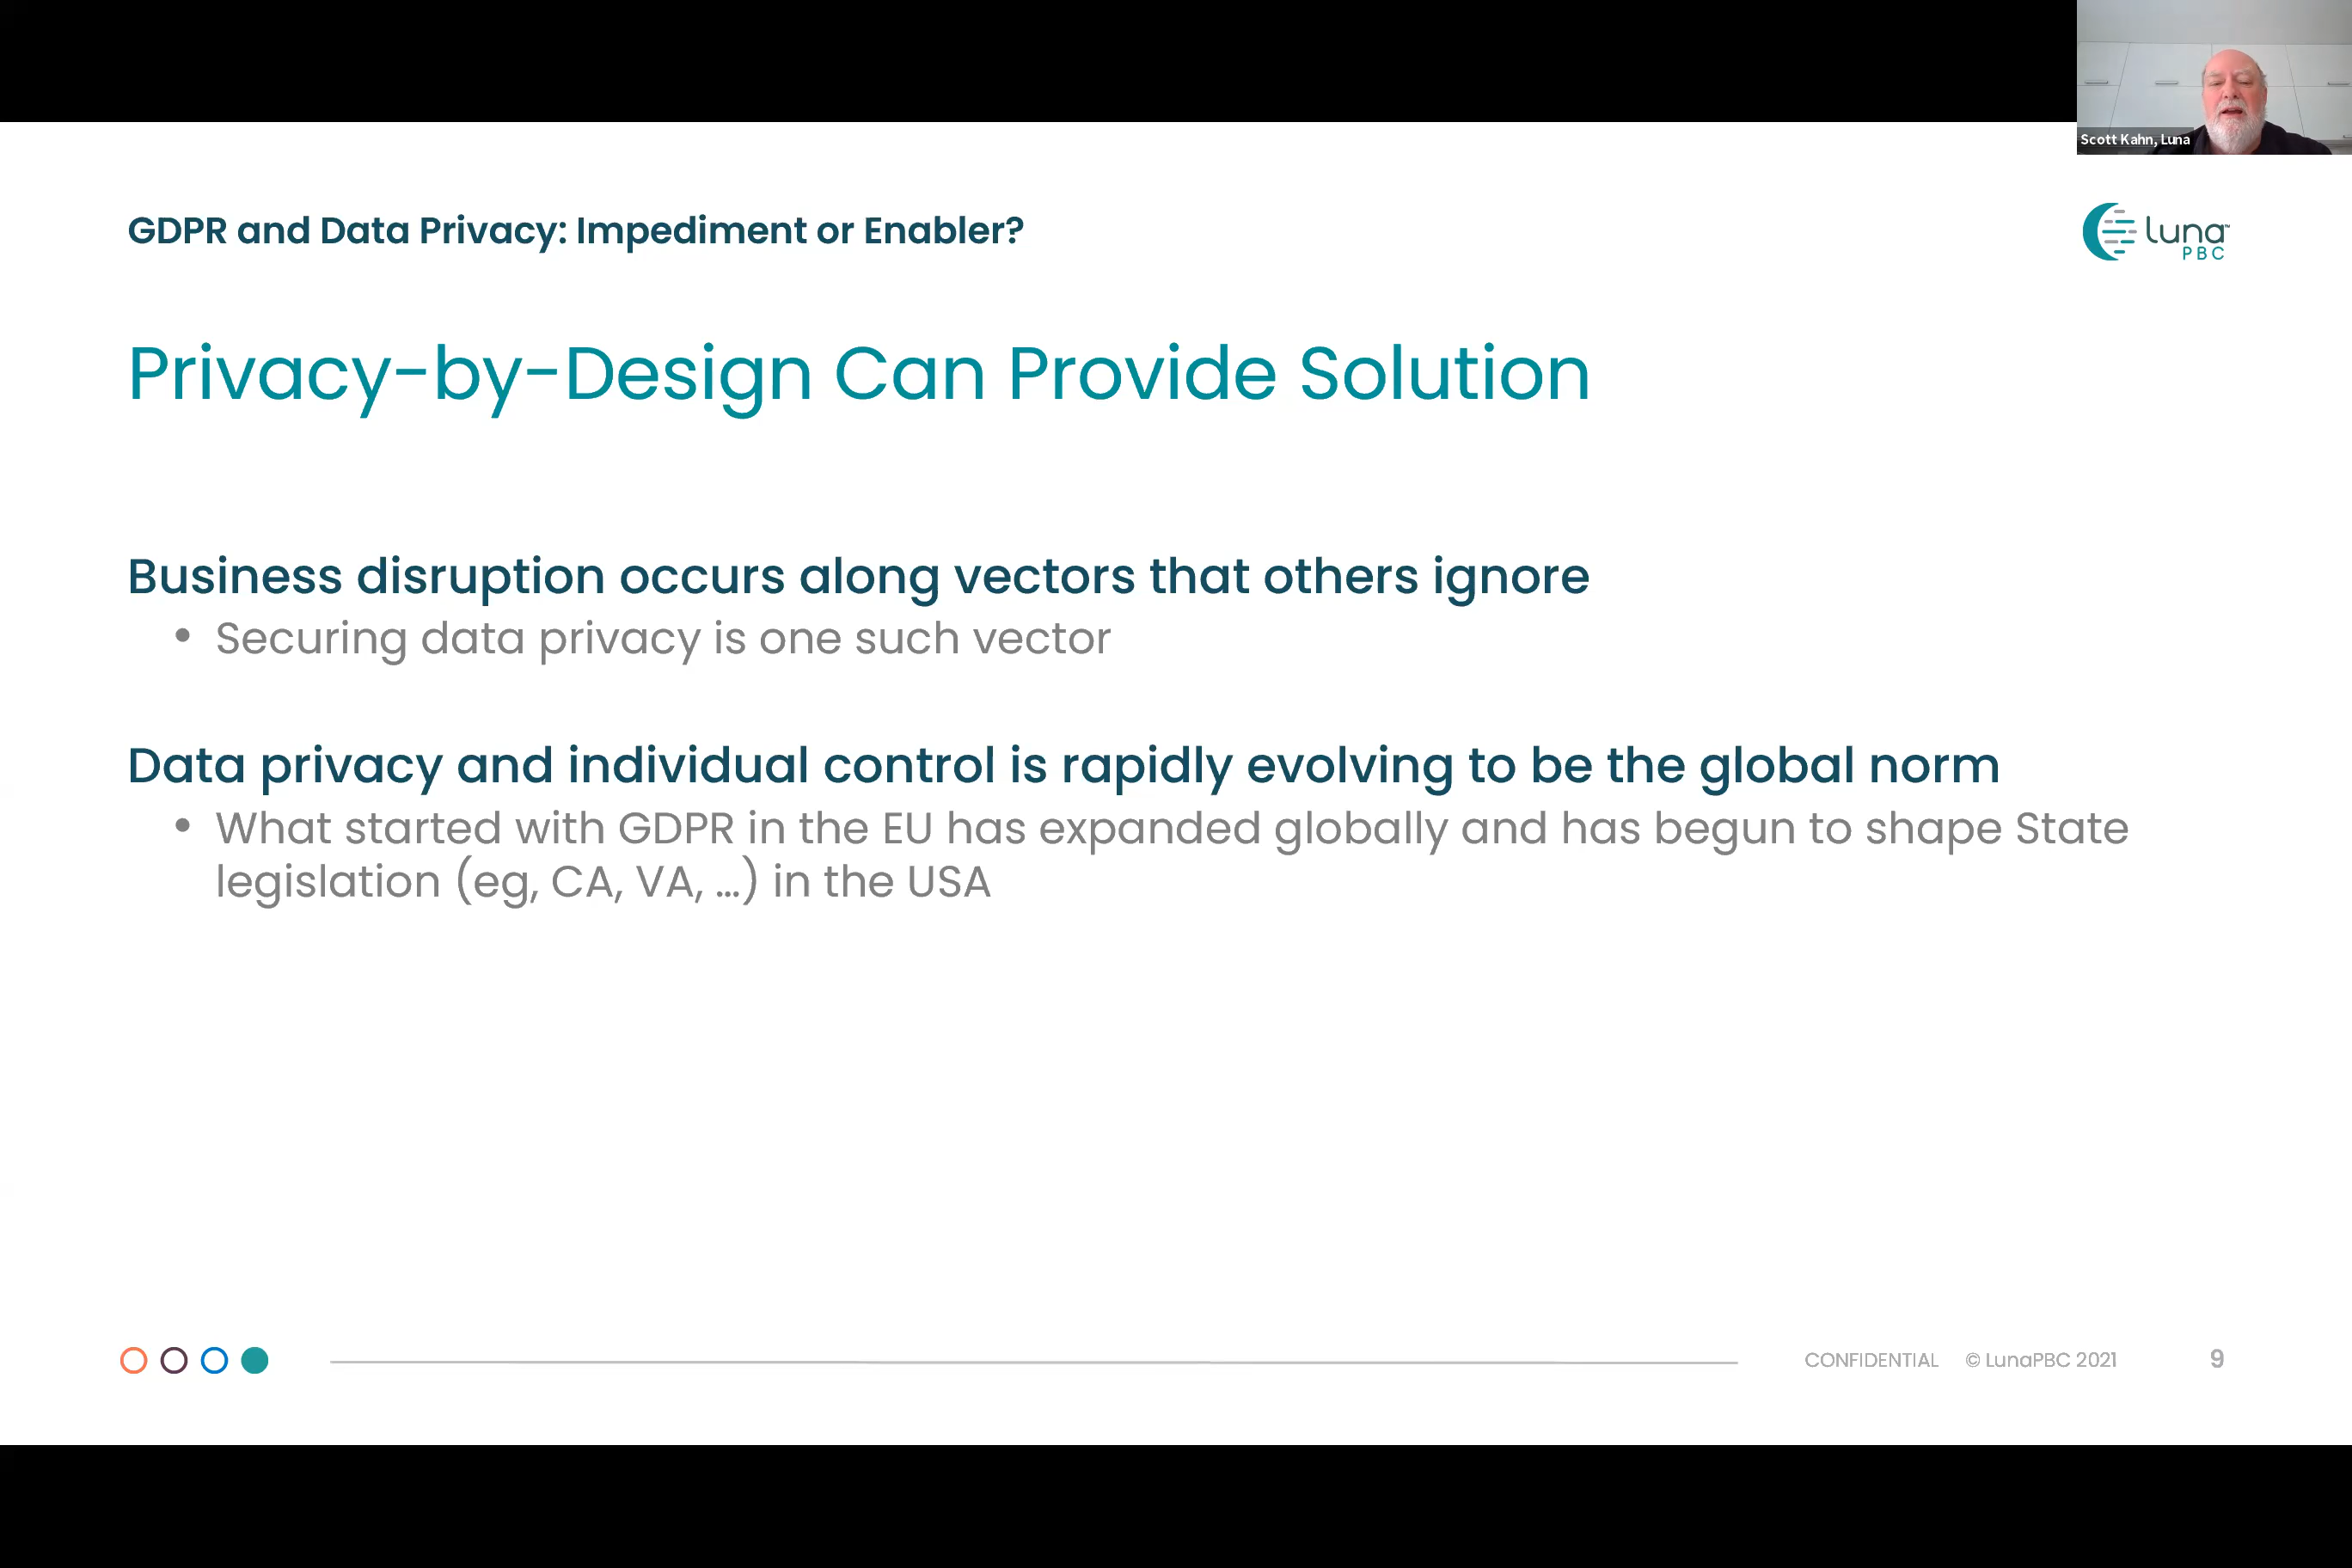 Scott Kahn, Luna
GDPR and Data Privacy: Impediment or Enabler?
luna™
PBC
Privacy-by-Design Can Provide Solution
Business disruption occurs along vectors that others ignore
• Securing data privacy is one such vector
Data privacy and individual control is rapidly evolving to be the global norm
• What started with GDPR in the EU has expanded globally and has begun to shape State
legislation (eg, CA, VA, …) in the USA
CONFIDENTIAL © LunaPBC 2021 9